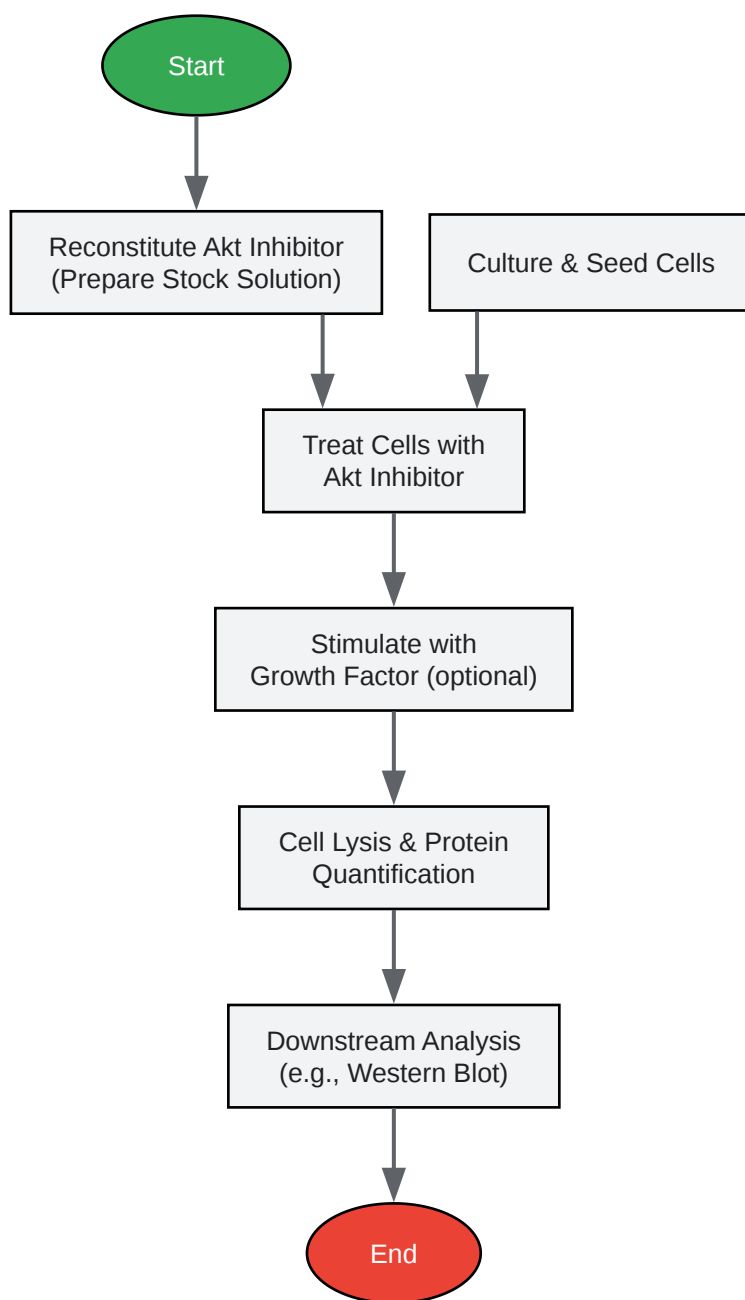 Start
Reconstitute Akt Inhibitor
(Prepare Stock Solution)
Culture & Seed Cells
Treat Cells with
Akt Inhibitor
Stimulate with
Growth Factor (optional)
Cell Lysis & Protein
Quantification
Downstream Analysis
(e.g., Western Blot)
End